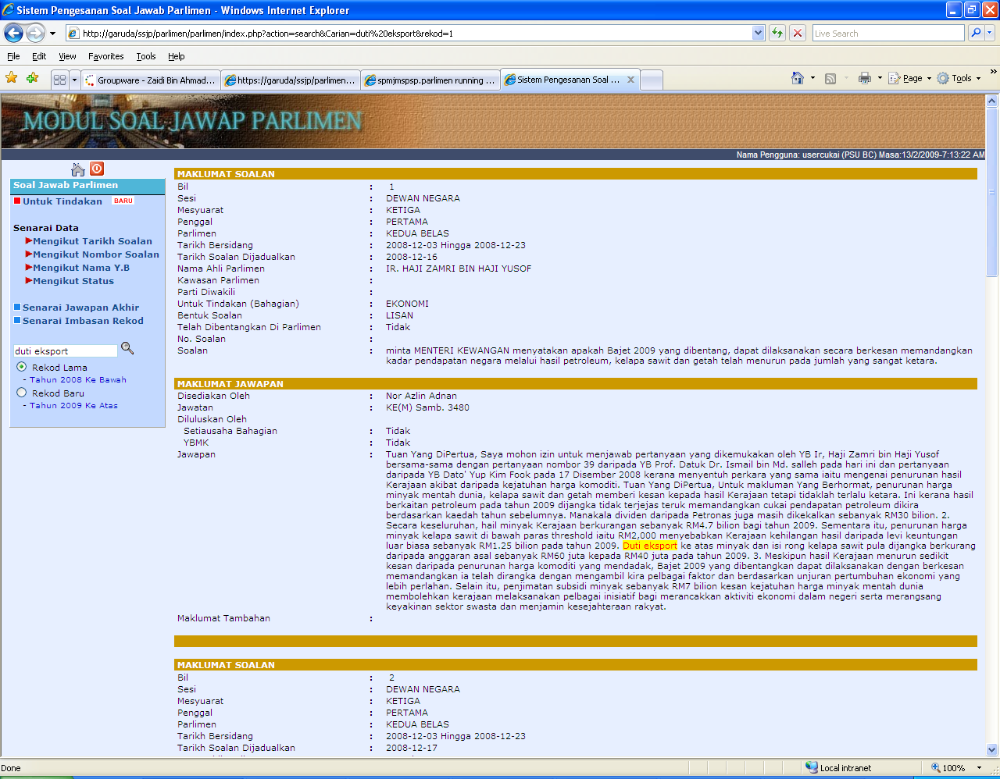 Sistem Pengesanan Soal Jawab Parlimen - Windows Internet Explorer
http://garuda/ssjp/parlimen/parlimen/index.php?action=search&Carian=duti%20eksport&rekod=1
Live Search
File Edit View Favorites Tools Help
Groupware - Zaidi Bin Ahmad... https://garuda/ssjp/parlimen... spmjmspsp.parlimen running ... Sistem Pengesanan Soal ... Page Tools »
MODUL SOAL JAWAP PARLIMEN
Nama Pengguna: usercukai (PSU BC) Masa:13/2/2009-7:13:22 AM
Soal Jawab Parlimen
Untuk Tindakan BARU
Senarai Data
Mengikut Tarikh Soalan
Mengikut Nombor Soalan
Mengikut Nama Y.B
Mengikut Status
Senarai Jawapan Akhir
Senarai Imbasan Rekod
duti eksport
Rekod Lama
- Tahun 2008 Ke Bawah
Rekod Baru
- Tahun 2009 Ke Atas
MAKLUMAT SOALAN
Bil : 1
Sesi : DEWAN NEGARA
Mesyuarat : KETIGA
Penggal : PERTAMA
Parlimen : KEDUA BELAS
Tarikh Bersidang : 2008-12-03 Hingga 2008-12-23
Tarikh Soalan Dijadualkan : 2008-12-16
Nama Ahli Parlimen : IR. HAJI ZAMRI BIN HAJI YUSOF
Kawasan Parlimen :
Parti Diwakili :
Untuk Tindakan (Bahagian) : EKONOMI
Bentuk Soalan : LISAN
Telah Dibentangkan Di Parlimen : Tidak
No. Soalan :
Soalan : minta MENTERI KEWANGAN menyatakan apakah Bajet 2009 yang dibentang, dapat dilaksanakan secara berkesan memandangkan
kadar pendapatan negara melalui hasil petroleum, kelapa sawit dan getah telah menurun pada jumlah yang sangat ketara.
MAKLUMAT JAWAPAN
Disediakan Oleh : Nor Azlin Adnan
Jawatan : KE(M) Samb. 3480
Diluluskan Oleh
Setiausaha Bahagian : Tidak
YBMK : Tidak
Jawapan : Tuan Yang DiPertua, Saya mohon izin untuk menjawab pertanyaan yang dikemukakan oleh YB Ir, Haji Zamri bin Haji Yusof
bersama-sama dengan pertanyaan nombor 39 daripada YB Prof. Datuk Dr. Ismail bin Md. salleh pada hari ini dan pertanyaan
daripada YB Dato' Yup Kim Fook pada 17 Disember 2008 kerana menyentuh perkara yang sama iaitu mengenai penurunan hasil
Kerajaan akibat daripada kejatuhan harga komoditi. Tuan Yang DiPertua, Untuk makluman Yang Berhormat, penurunan harga
minyak mentah dunia, kelapa sawit dan getah memberi kesan kepada hasil Kerajaan tetapi tidaklah terlalu ketara. Ini kerana hasil
berkaitan petroleum pada tahun 2009 dijangka tidak terjejas teruk memandangkan cukai pendapatan petroleum dikira
berdasarkan kaedah tahun sebelumnya. Manakala dividen daripada Petronas juga masih dikekalkan sebanyak RM30 bilion. 2.
Secara keseluruhan, hail minyak Kerajaan berkurangan sebanyak RM4.7 bilion bagi tahun 2009. Sementara itu, penurunan harga
minyak kelapa sawit di bawah paras threshold iaitu RM2,000 menyebabkan Kerajaan kehilangan hasil daripada levi keuntungan
luar biasa sebanyak RM1.25 bilion pada tahun 2009. Duti eksport ke atas minyak dan isi rong kelapa sawit pula dijangka berkurang
daripada anggaran asal sebanyak RM60 juta kepada RM40 juta pada tahun 2009. 3. Meskipun hasil Kerajaan menurun sedikit
kesan daripada penurunan harga komoditi yang mendadak, Bajet 2009 yang dibentangkan dapat dilaksanakan dengan berkesan
memandangkan ia telah dirangka dengan mengambil kira pelbagai faktor dan berdasarkan unjuran pertumbuhan ekonomi yang
lebih perlahan. Selain itu, penjimatan subsidi minyak sebanyak RM7 bilion kesan kejatuhan harga minyak mentah dunia
membolehkan kerajaan melaksanakan pelbagai inisiatif bagi merancakkan aktiviti ekonomi dalam negeri serta merangsang
keyakinan sektor swasta dan menjamin kesejahteraan rakyat.
Maklumat Tambahan :
MAKLUMAT SOALAN
Bil : 2
Sesi : DEWAN NEGARA
Mesyuarat : KETIGA
Penggal : PERTAMA
Parlimen : KEDUA BELAS
Tarikh Bersidang : 2008-12-03 Hingga 2008-12-23
Tarikh Soalan Dijadualkan : 2008-12-17
Done Local intranet 100%